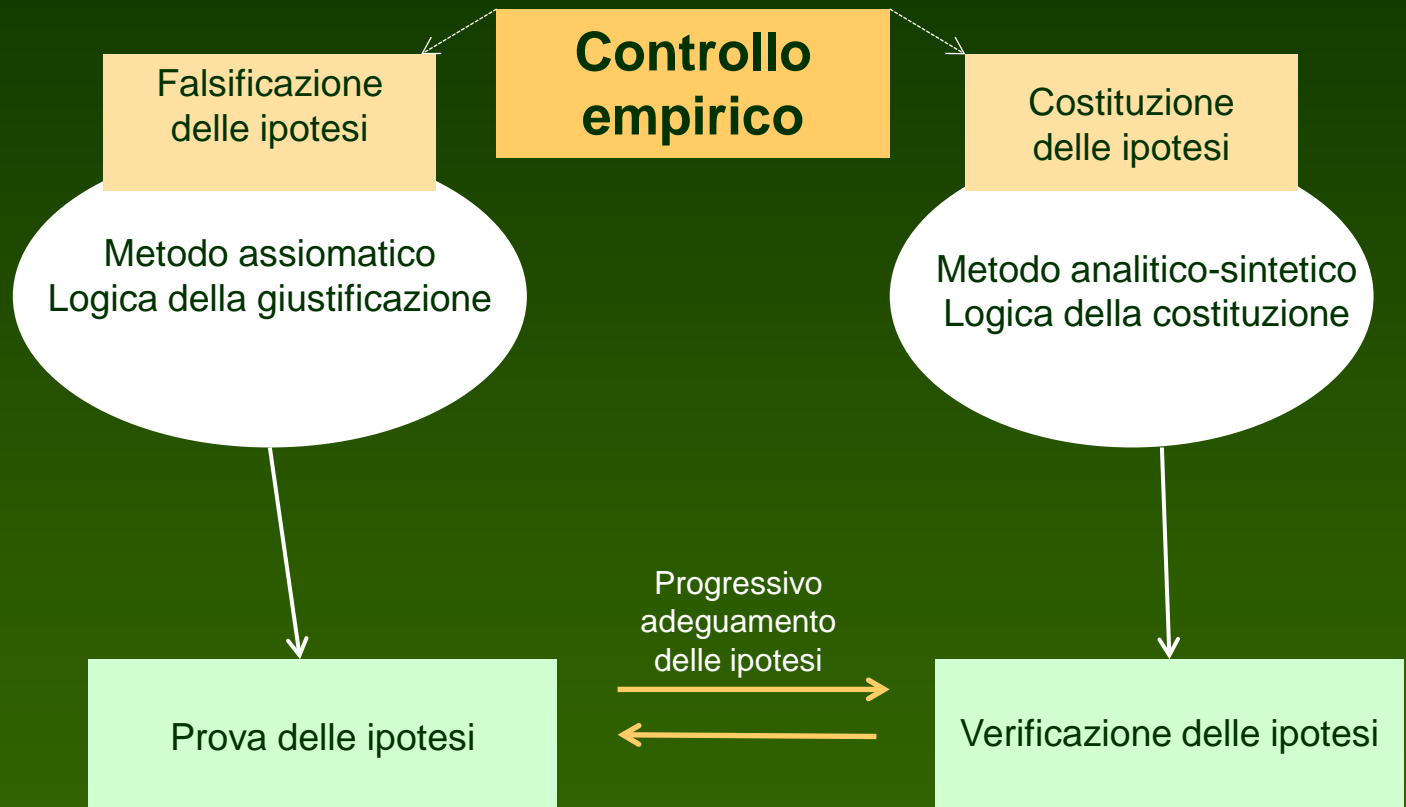 Controllo
empirico
Falsificazione
delle ipotesi
Costituzione
delle ipotesi
Metodo assiomatico
Logica della giustificazione
Metodo analitico-sintetico
Logica della costituzione
Progressivo
adeguamento
delle ipotesi
Prova delle ipotesi
Verificazione delle ipotesi